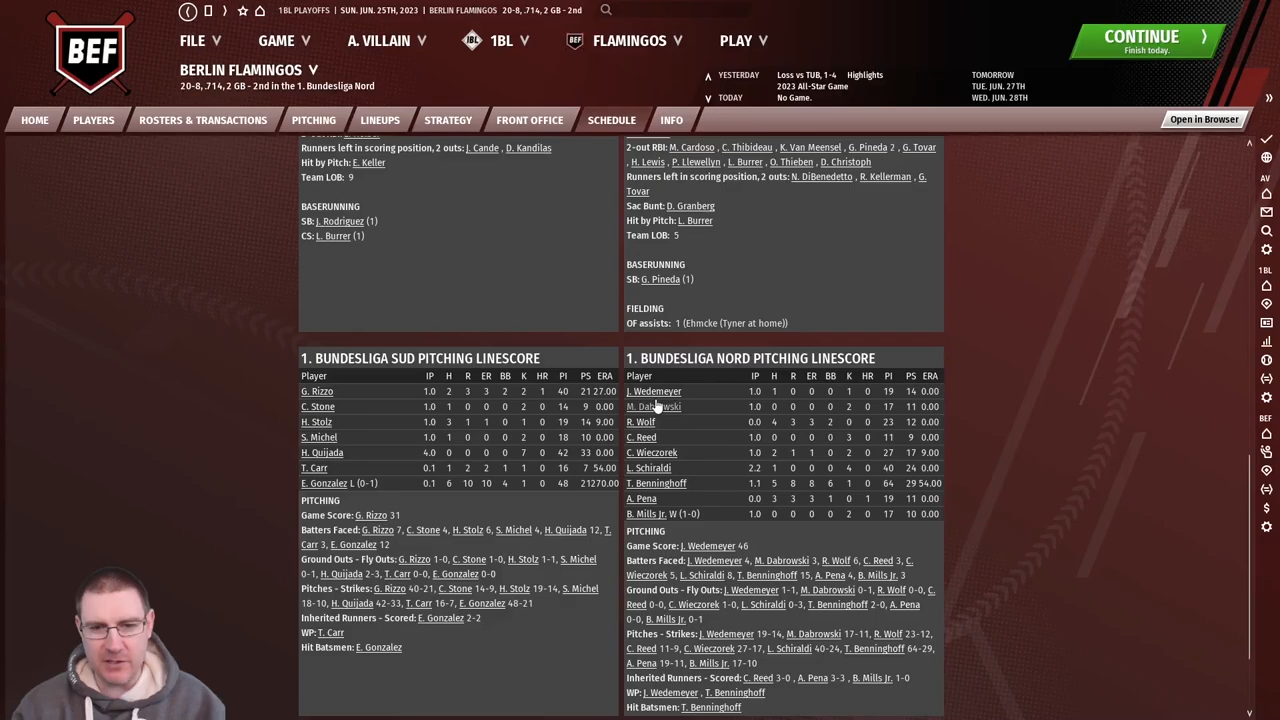 1BL PLAYOFFS | SUN. JUN. 25TH, 2023 | BERLIN FLAMINGOS 20-8, .714, 2 GB - 2nd
BEF
FILE GAME A. VILLAIN IBL 1BL BEF FLAMINGOS PLAY
CONTINUE
Finish today.
BERLIN FLAMINGOS
20-8, .714, 2 GB - 2nd in the 1. Bundesliga Nord
YESTERDAY Loss vs TUB, 1-4 Highlights
2023 All-Star Game
TODAY No Game.
TOMORROW
TUE. JUN. 27TH
WED. JUN. 28TH
HOME PLAYERS ROSTERS & TRANSACTIONS PITCHING LINEUPS STRATEGY FRONT OFFICE SCHEDULE INFO Open in Browser
Runners left in scoring position, 2 outs: J. Cande , D. Kandilas
Hit by Pitch: E. Keller
Team LOB: 9
BASERUNNING
SB: J. Rodriguez (1)
CS: L. Burrer (1)
2-out RBI: M. Cardoso , C. Thibideau , K. Van Meensel , G. Pineda 2 , G. Tovar
, H. Lewis , P. Llewellyn , L. Burrer , O. Thieben , D. Christoph
Runners left in scoring position, 2 outs: N. DiBenedetto , R. Kellerman , G.
Tovar
Sac Bunt: D. Granberg
Hit by Pitch: L. Burrer
Team LOB: 5
BASERUNNING
SB: G. Pineda (1)
FIELDING
OF assists: 1 (Ehmcke (Tyner at home))
1. BUNDESLIGA SUD PITCHING LINESCORE
Player IP H R ER BB K HR PI PS ERA
G. Rizzo 1.0 2 3 3 2 2 1 40 21 27.00
C. Stone 1.0 1 0 0 0 2 0 14 9 0.00
H. Stolz 1.0 3 1 1 0 1 0 19 14 9.00
S. Michel 1.0 1 0 0 0 2 0 18 10 0.00
H. Quijada 4.0 0 0 0 0 7 0 42 33 0.00
T. Carr 0.1 1 2 2 1 1 0 16 7 54.00
E. Gonzalez L (0-1) 0.1 6 10 10 4 1 0 48 21 270.00
PITCHING
Game Score: G. Rizzo 31
Batters Faced: G. Rizzo 7, C. Stone 4, H. Stolz 6, S. Michel 4, H. Quijada 12, T.
Carr 3, E. Gonzalez 12
Ground Outs - Fly Outs: G. Rizzo 1-0, C. Stone 1-0, H. Stolz 1-1, S. Michel
0-1, H. Quijada 2-3, T. Carr 0-0, E. Gonzalez 0-0
Pitches - Strikes: G. Rizzo 40-21, C. Stone 14-9, H. Stolz 19-14, S. Michel
18-10, H. Quijada 42-33, T. Carr 16-7, E. Gonzalez 48-21
Inherited Runners - Scored: E. Gonzalez 2-2
WP: T. Carr
Hit Batsmen: E. Gonzalez
1. BUNDESLIGA NORD PITCHING LINESCORE
Player IP H R ER BB K HR PI PS ERA
J. Wedemeyer 1.0 1 0 0 0 1 0 19 14 0.00
M. Dabrowski 1.0 0 0 0 0 2 0 17 11 0.00
R. Wolf 0.0 4 3 3 2 0 0 23 12 0.00
C. Reed 1.0 0 0 0 0 3 0 11 9 0.00
C. Wieczorek 1.0 2 1 1 0 2 0 27 17 9.00
L. Schiraldi 2.2 1 0 0 0 4 0 40 24 0.00
T. Benninghoff 1.1 5 8 8 6 1 0 64 29 54.00
A. Pena 0.0 3 3 3 1 0 1 19 11 0.00
B. Mills Jr. W (1-0) 1.0 0 0 0 0 2 0 17 10 0.00
PITCHING
Game Score: J. Wedemeyer 46
Batters Faced: J. Wedemeyer 4, M. Dabrowski 3, R. Wolf 6, C. Reed 3, C.
Wieczorek 5, L. Schiraldi 8, T. Benninghoff 15, A. Pena 4, B. Mills Jr. 3
Ground Outs - Fly Outs: J. Wedemeyer 1-1, M. Dabrowski 0-1, R. Wolf 0-0, C.
Reed 0-0, C. Wieczorek 1-0, L. Schiraldi 0-3, T. Benninghoff 2-0, A. Pena
0-0, B. Mills Jr. 0-1
Pitches - Strikes: J. Wedemeyer 19-14, M. Dabrowski 17-11, R. Wolf 23-12,
C. Reed 11-9, C. Wieczorek 27-17, L. Schiraldi 40-24, T. Benninghoff 64-29,
A. Pena 19-11, B. Mills Jr. 17-10
Inherited Runners - Scored: C. Reed 3-0 , A. Pena 3-3 , B. Mills Jr. 1-0
WP: J. Wedemeyer , T. Benninghoff
Hit Batsmen: T. Benninghoff
AV
1BL
BEF